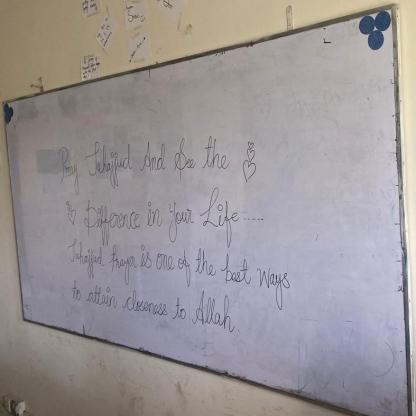 Pray Tahajjud And See the
Difference in Your Life.....
Tahajjud Prayer is one of the best Ways
to attain closeness to Allah.